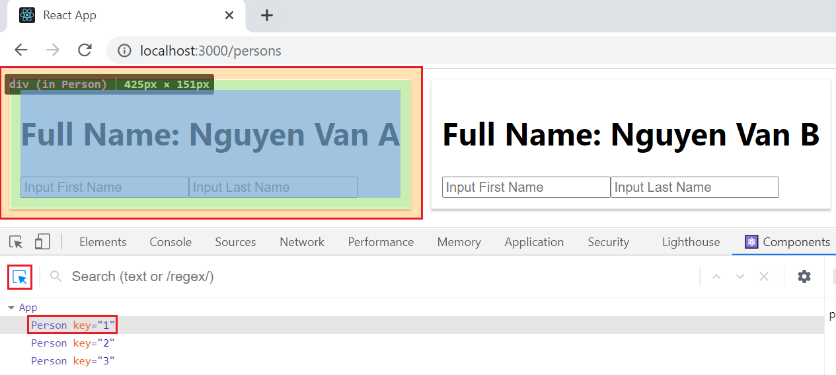 React App
localhost:3000/persons
div (in Person) | 425px × 151px
Full Name: Nguyen Van A
Input First Name
Input Last Name
Full Name: Nguyen Van B
Input First Name
Input Last Name
Elements Console Sources Network Performance Memory Application Security Lighthouse Components
Search (text or /regex/)
App
Person key="1"
Person key="2"
Person key="3"
p